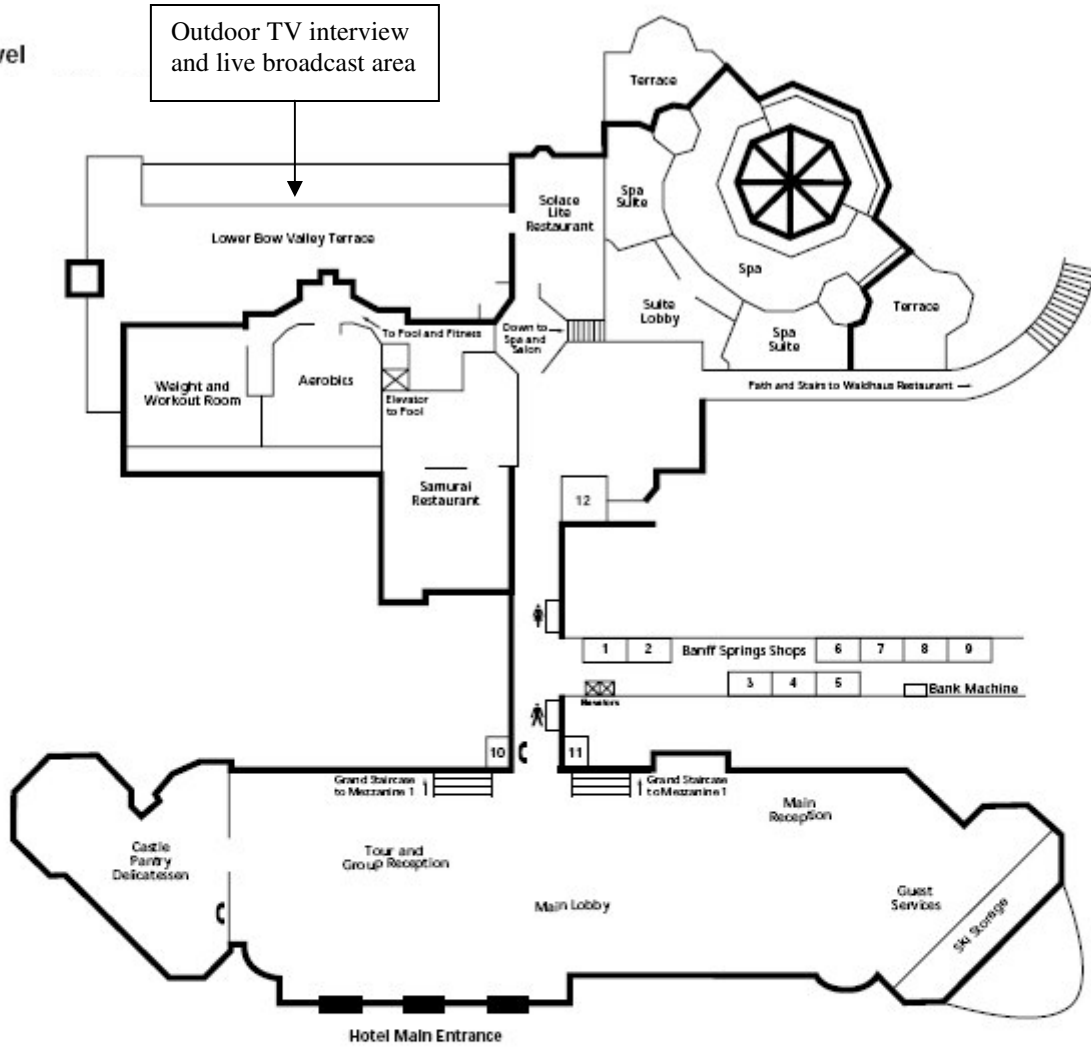 Outdoor TV interview
and live broadcast area
vel
Terrace
Solace
Lite
Restaurant
Spa
Suite
Lower Bow Valley Terrace
Spa
Suite
Lobby
Terrace
To Pool and Fitness
Down to
Spa and
Salon
Spa
Suite
Weight and
Workout Room
Aerobics
Elevator
to Pool
Path and Stairs to Waldhaus Restaurant
Samurai
Restaurant
12
1
2
Banff Springs Shops
6
7
8
9
3
4
5
Bank Machine
Elevators
10
11
Grand Staircase
to Mezzanine 1
Grand Staircase
to Mezzanine 1
Main
Reception
Castle
Pantry
Delicatessen
Tour and
Group Reception
Main Lobby
Guest
Services
Ski Storage
Hotel Main Entrance